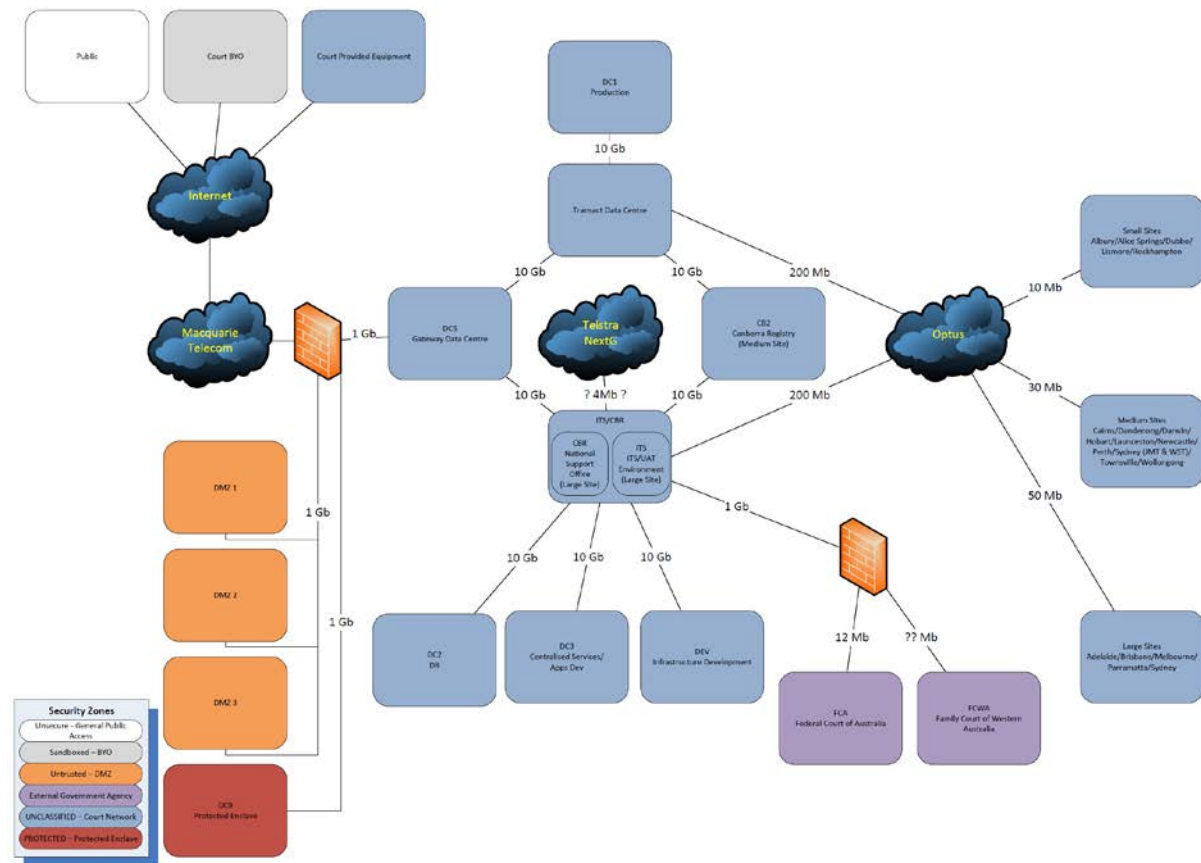 Public
Court BYO
Court Provided Equipment
Internet
Macquarie
Telecom
1 Gb
DC1
Production
10 Gb
Transact Data Centre
10 Gb
10 Gb
200 Mb
DC5
Gateway Data Centre
Telstra
NextG
CB2
Canberra Registry
(Medium Site)
Optus
10 Gb
? 4Mb ?
10 Gb
200 Mb
ITS/CBR
CBR
National
Support
Office
(Large Site)
ITS
ITS/UAT
Environment
(Large Site)
Small Sites
Albury/Alice Springs/Dubbo/
Lismore/Rockhampton
10 Mb
30 Mb
Medium Sites
Cairns/Dandenong/Darwin/
Hobart/Launceston/Newcastle/
Perth/Sydney (JMT & WST)/
Townsville/Wollongong
50 Mb
Large Sites
Adelaide/Brisbane/Melbourne/
Parramatta/Sydney
1 Gb
10 Gb
10 Gb
10 Gb
DC2
DR
DC3
Centralised Services/
Apps Dev
DEV
Infrastructure Development
12 Mb
?? Mb
FCA
Federal Court of Australia
FCWA
Family Court of Western
Australia
DMZ 1
DMZ 2
DMZ 3
1 Gb
1 Gb
Protected Enclave
Security Zones
Unsecure – General Public
Access
Sandboxed – BYO
Untrusted – DMZ
External Government Agency
UNCLASSIFIED – Court Network
PROTECTED – Protected Enclave